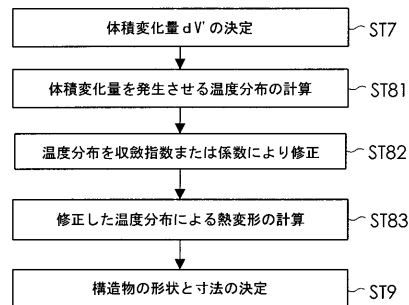 体積変化量dV'の決定 ST7
体積変化量を発生させる温度分布の計算 ST81
温度分布を収斂指数または係数により修正 ST82
修正した温度分布による熱変形の計算 ST83
構造物の形状と寸法の決定 ST9